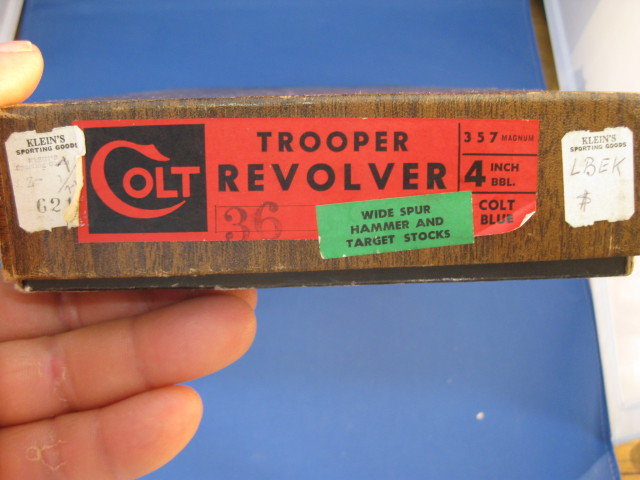 KLEIN'S
SPORTING GOODS
62
COLT
TROOPER
REVOLVER
36
357 MAGNUM
4 INCH
BBL.
COLT
BLUE
WIDE SPUR
HAMMER AND
TARGET STOCKS
KLEIN'S
SPORTING GOODS
LBEK
$